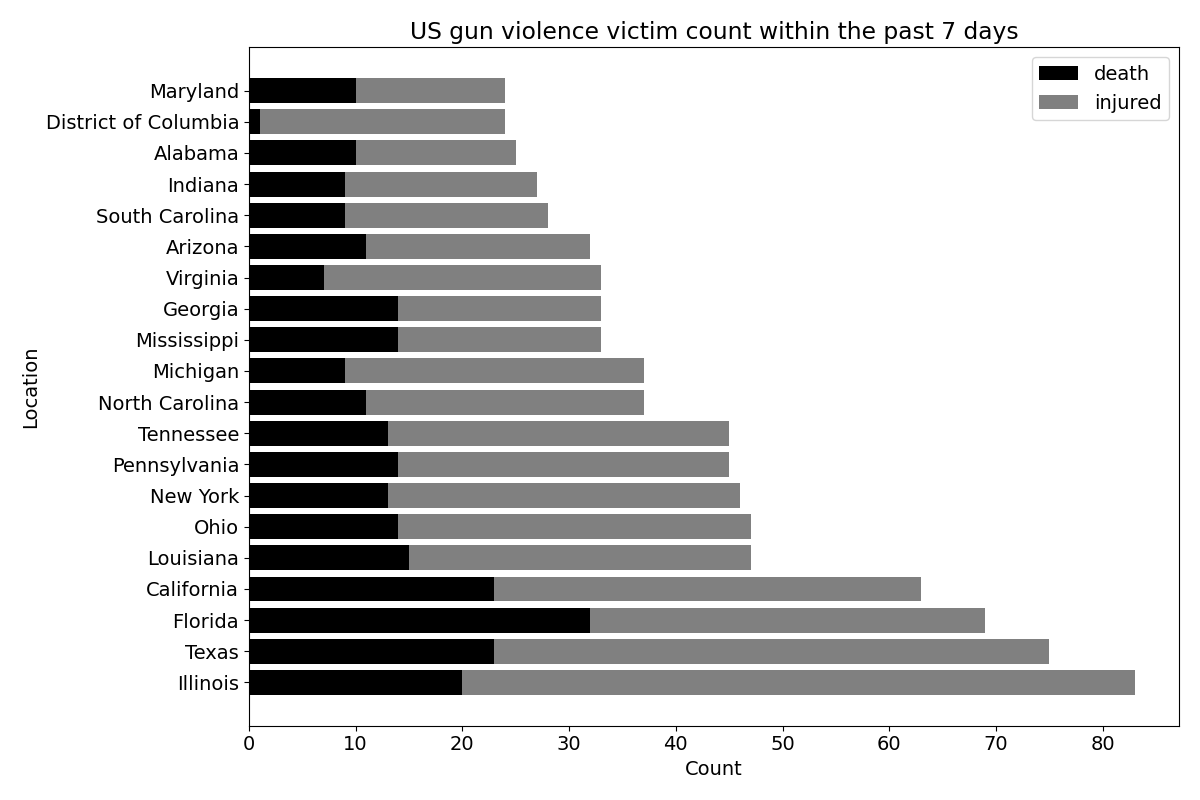 US gun violence victim count within the past 7 days
death
injured
Maryland
District of Columbia
Alabama
Indiana
South Carolina
Arizona
Virginia
Georgia
Mississippi
Michigan
North Carolina
Tennessee
Pennsylvania
New York
Ohio
Louisiana
California
Florida
Texas
Illinois
Location
0 10 20 30 40 50 60 70 80
Count